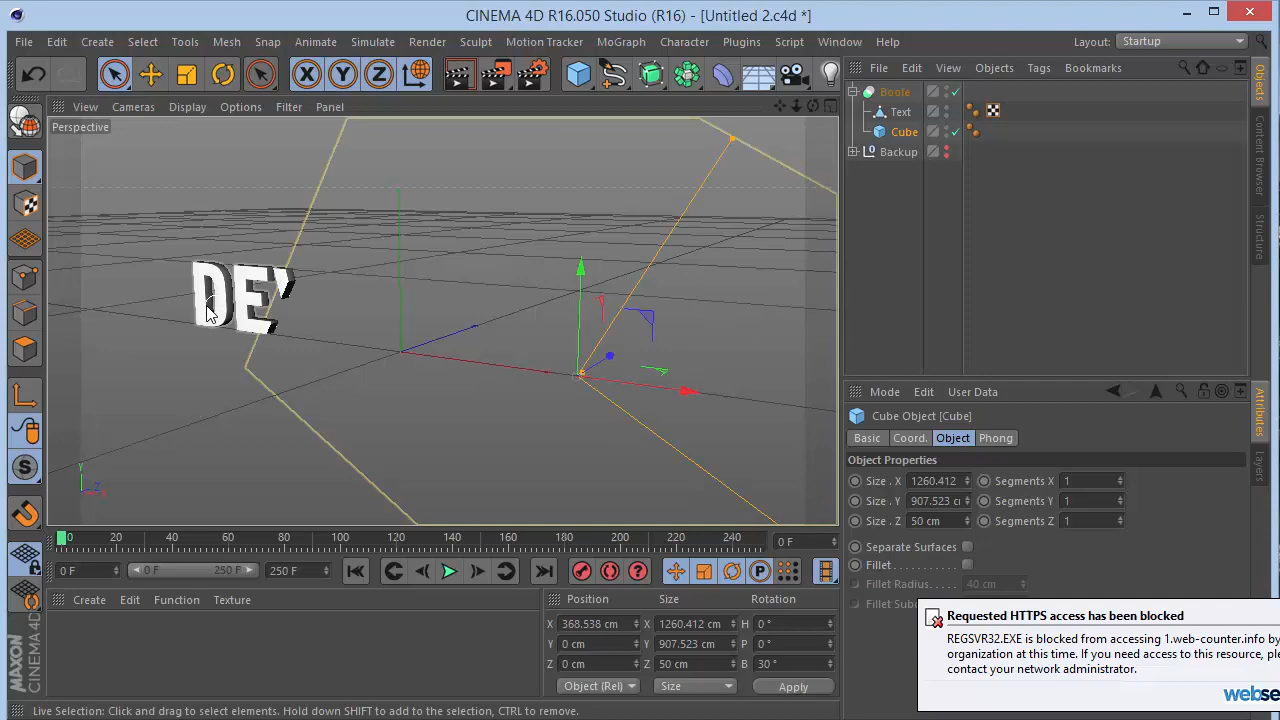 CINEMA 4D R16.050 Studio (R16) - [Untitled 2.c4d *]
File Edit Create Select Tools Mesh Snap Animate Simulate Render Sculpt Motion Tracker MoGraph Character Plugins Script Window Help Layout: Startup
X Y Z
File Edit View Objects Tags Bookmarks
View Cameras Display Options Filter Panel
Perspective
Boole
Text
Cube
Backup
DE
Y
Z
Objects
Content Browser
Structure
Mode Edit User Data
Cube Object [Cube]
Basic Coord. Object Phong
Object Properties
Size . X 1260.412 Segments X 1
Size . Y 907.523 Segments Y 1
Size . Z 50 cm Segments Z 1
Separate Surfaces
Fillet
Fillet Radius 40 cm
Attributes
Layers
0 20 40 60 80 100 120 140 160 180 200 220 240 0 F
0 F 0 F 250 F 250 F
Create Edit Function Texture
Position Size Rotation
X 368.538 cm X 1260.412 cm H 0 °
Y 0 cm Y 907.523 cm P 0 °
Z 0 cm Z 50 cm B 30 °
Object (Rel) Size Apply
MAXON CINEMA 4D
Requested HTTPS access has been blocked
REGSVR32.EXE is blocked from accessing 1.web-counter.info by
organization at this time. If you need access to this resource, ple
contact your network administrator.
webse
Live Selection: Click and drag to select elements. Hold down SHIFT to add to the selection, CTRL to remove.